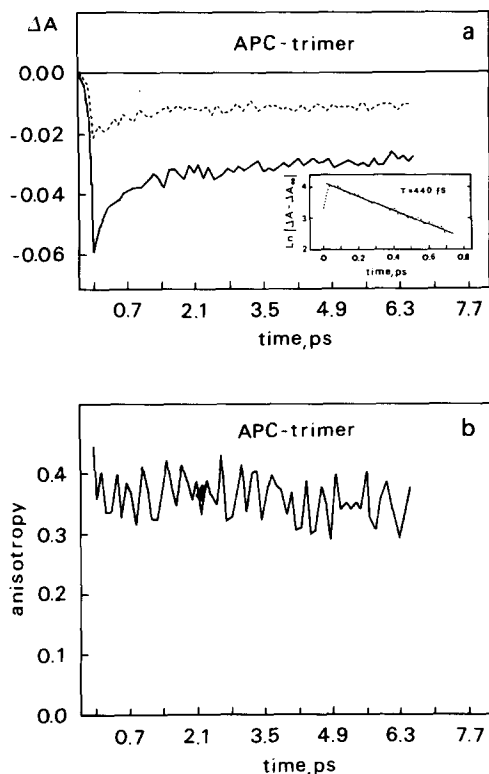 ΔA
APC-trimer
a
0.00
-0.02
-0.04
-0.06
Ln |ΔA - ΔA∞|
4
3
2
τ=440 fs
0 0.2 0.4 0.6 0.8
time,ps
0.7 2.1 3.5 4.9 6.3 7.7
time,ps
APC-trimer
b
anisotropy
0.4
0.3
0.2
0.1
0.0
0.7 2.1 3.5 4.9 6.3 7.7
time,ps